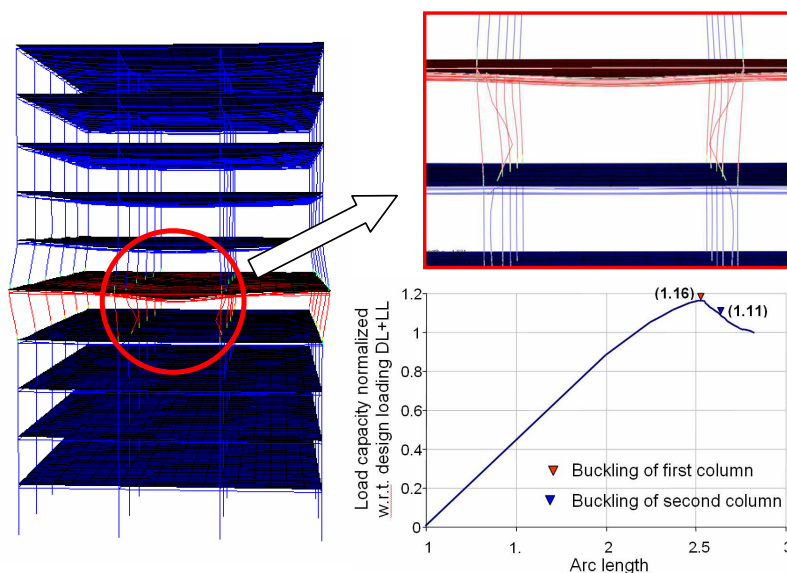 1.2
(1.16)
(1.11)
1
0.8
0.6
0.4
0.2
0
Load capacity normalized
w.r.t. design loading DL+LL
Buckling of first column
Buckling of second column
1
1.
2
2.5
3
Arc length